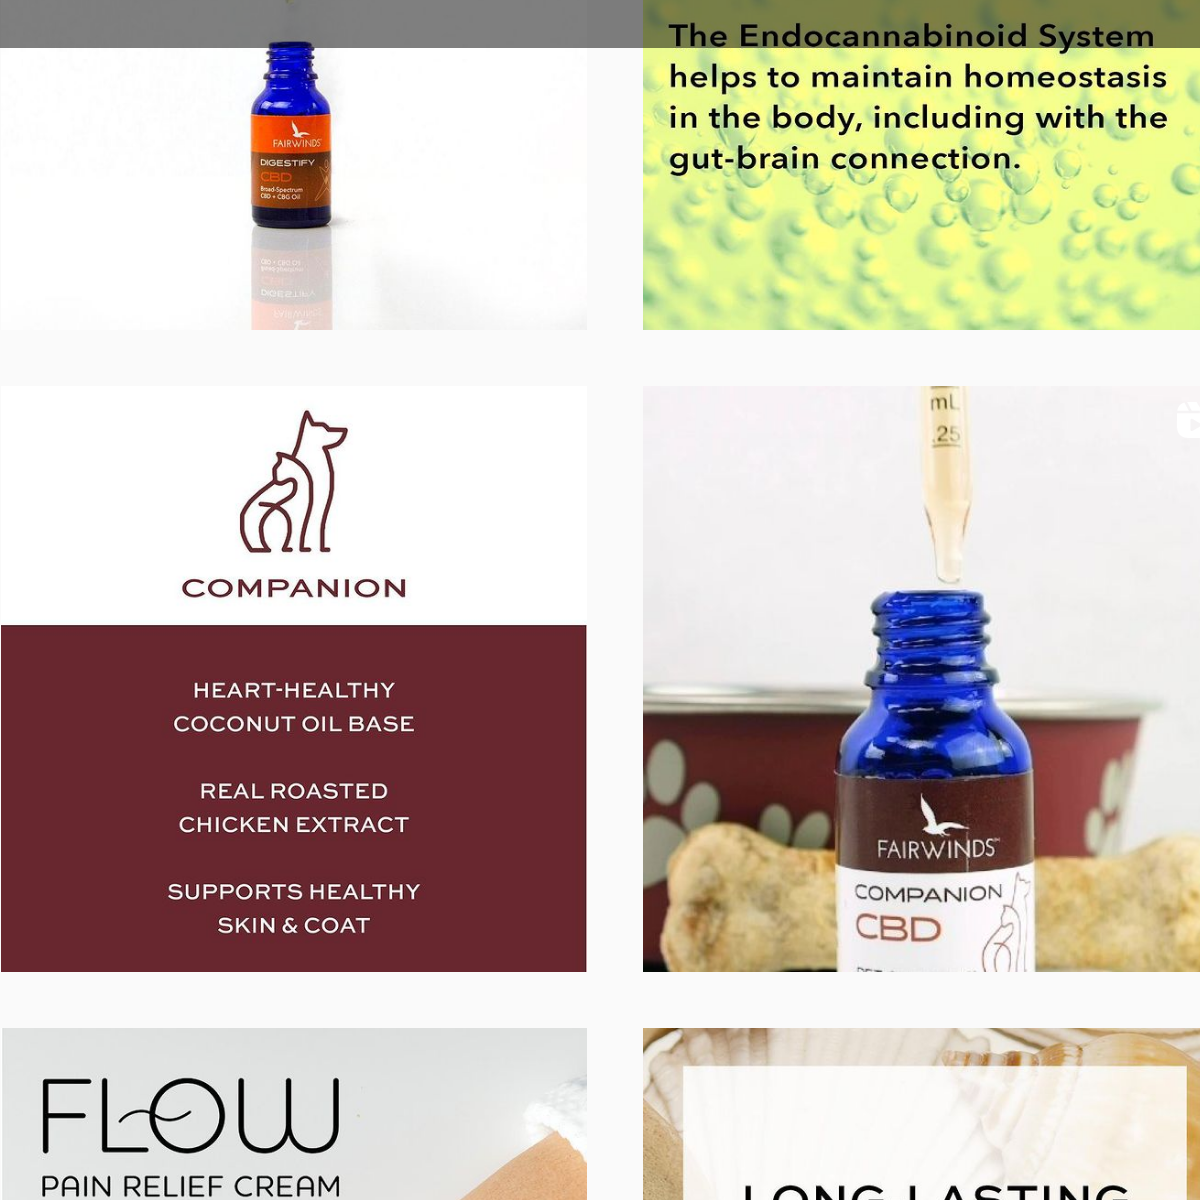 FAIRWINDS
DIGESTIFY
CBD
Broad-Spectrum
CBD + CBG Oil
The Endocannabinoid System
helps to maintain homeostasis
in the body, including with the
gut-brain connection.
COMPANION
HEART-HEALTHY
COCONUT OIL BASE
REAL ROASTED
CHICKEN EXTRACT
SUPPORTS HEALTHY
SKIN & COAT
mL
.25
FAIRWINDS
COMPANION
CBD
FLOW
PAIN RELIEF CREAM
LONG-LASTING